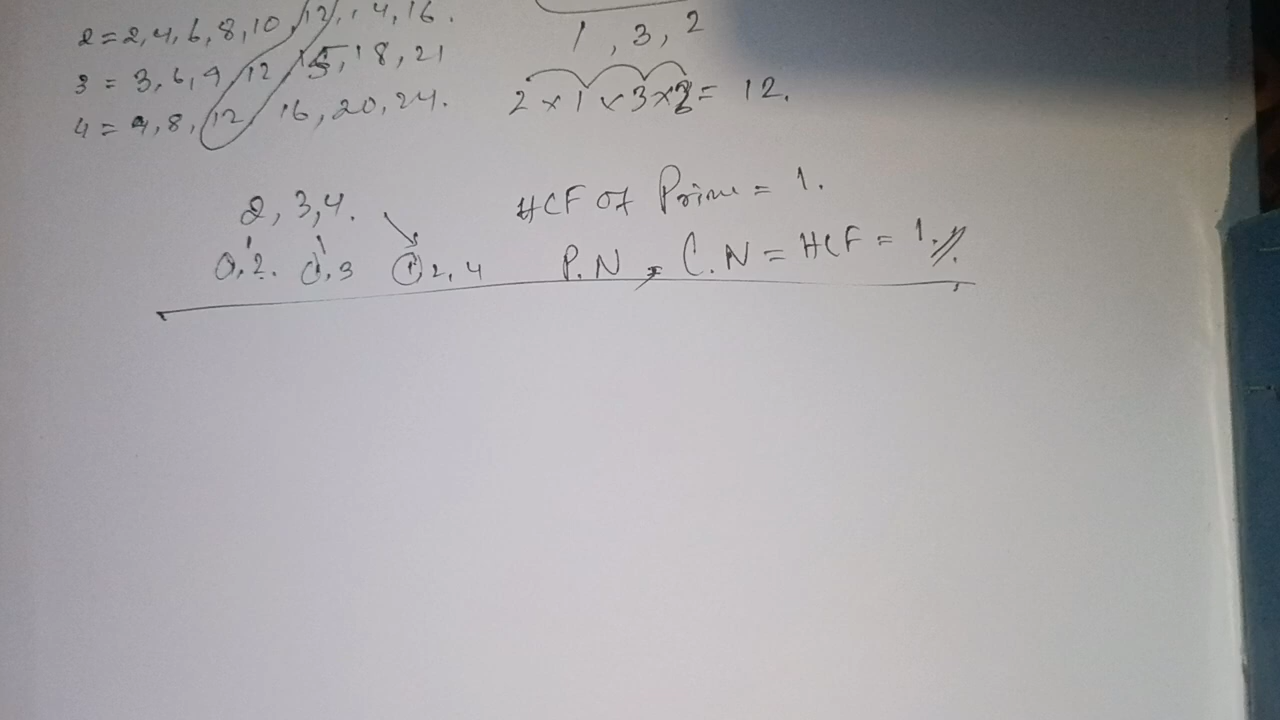 2 = 2, 4, 6, 8, 10, 12, 14, 16.
3 = 3, 6, 9, 12, 15, 18, 21
4 = 4, 8, 12, 16, 20, 24.
1, 3, 2
2 × 1 × 3 × 2 = 12.
2, 3, 4.
1, 2. 1, 3 1, 2, 4
HCF of Prime = 1.
P.N, C.N = HCF = 1.